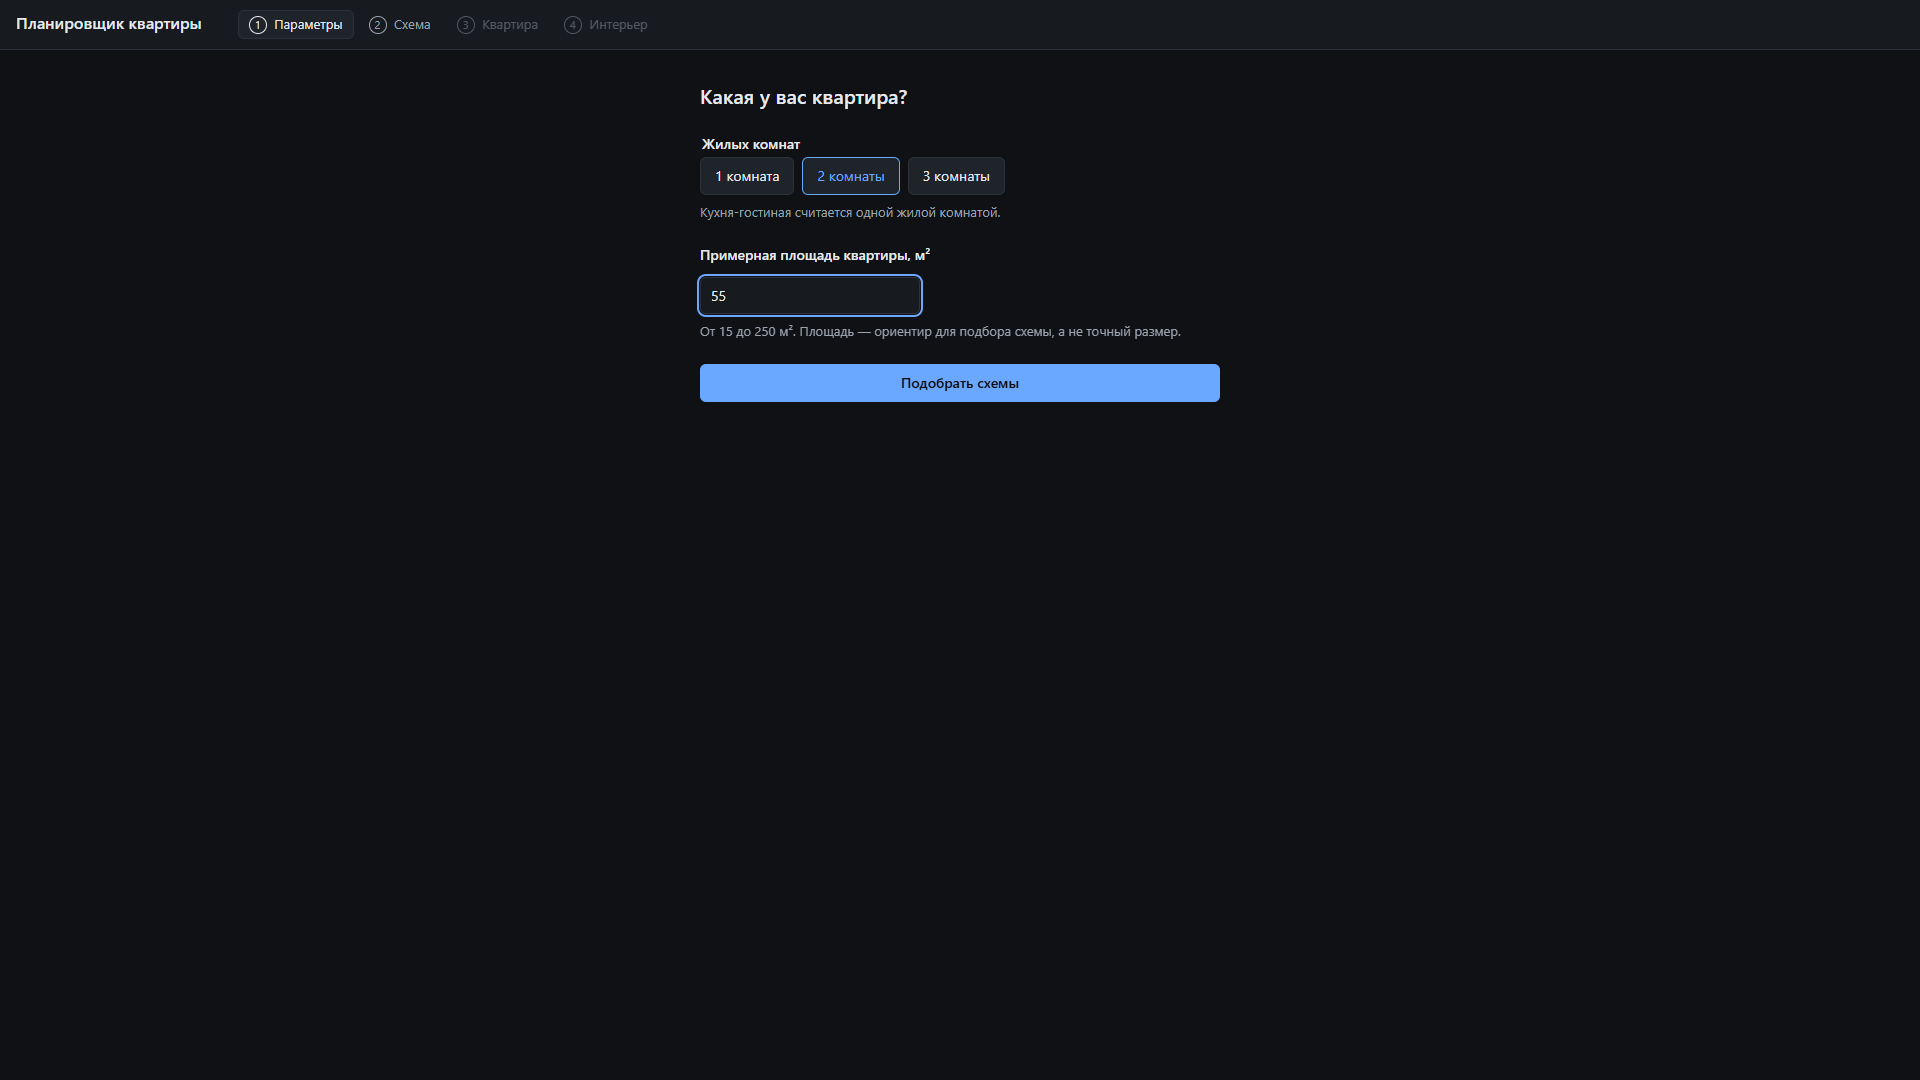 Планировщик квартиры
1 Параметры
2 Схема
3 Квартира
4 Интерьер
Какая у вас квартира?
Жилых комнат
1 комната
2 комнаты
3 комнаты
Кухня-гостиная считается одной жилой комнатой.
Примерная площадь квартиры, м²
55
От 15 до 250 м². Площадь — ориентир для подбора схемы, а не точный размер.
Подобрать схемы